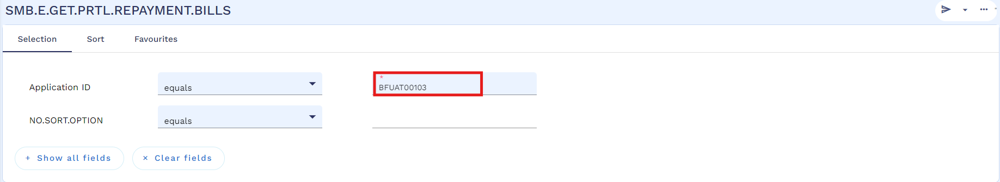 SMB.E.GET.PRTL.REPAYMENT.BILLS
Selection Sort Favourites
*
Application ID equals BFUAT00103
NO.SORT.OPTION equals
+ Show all fields × Clear fields